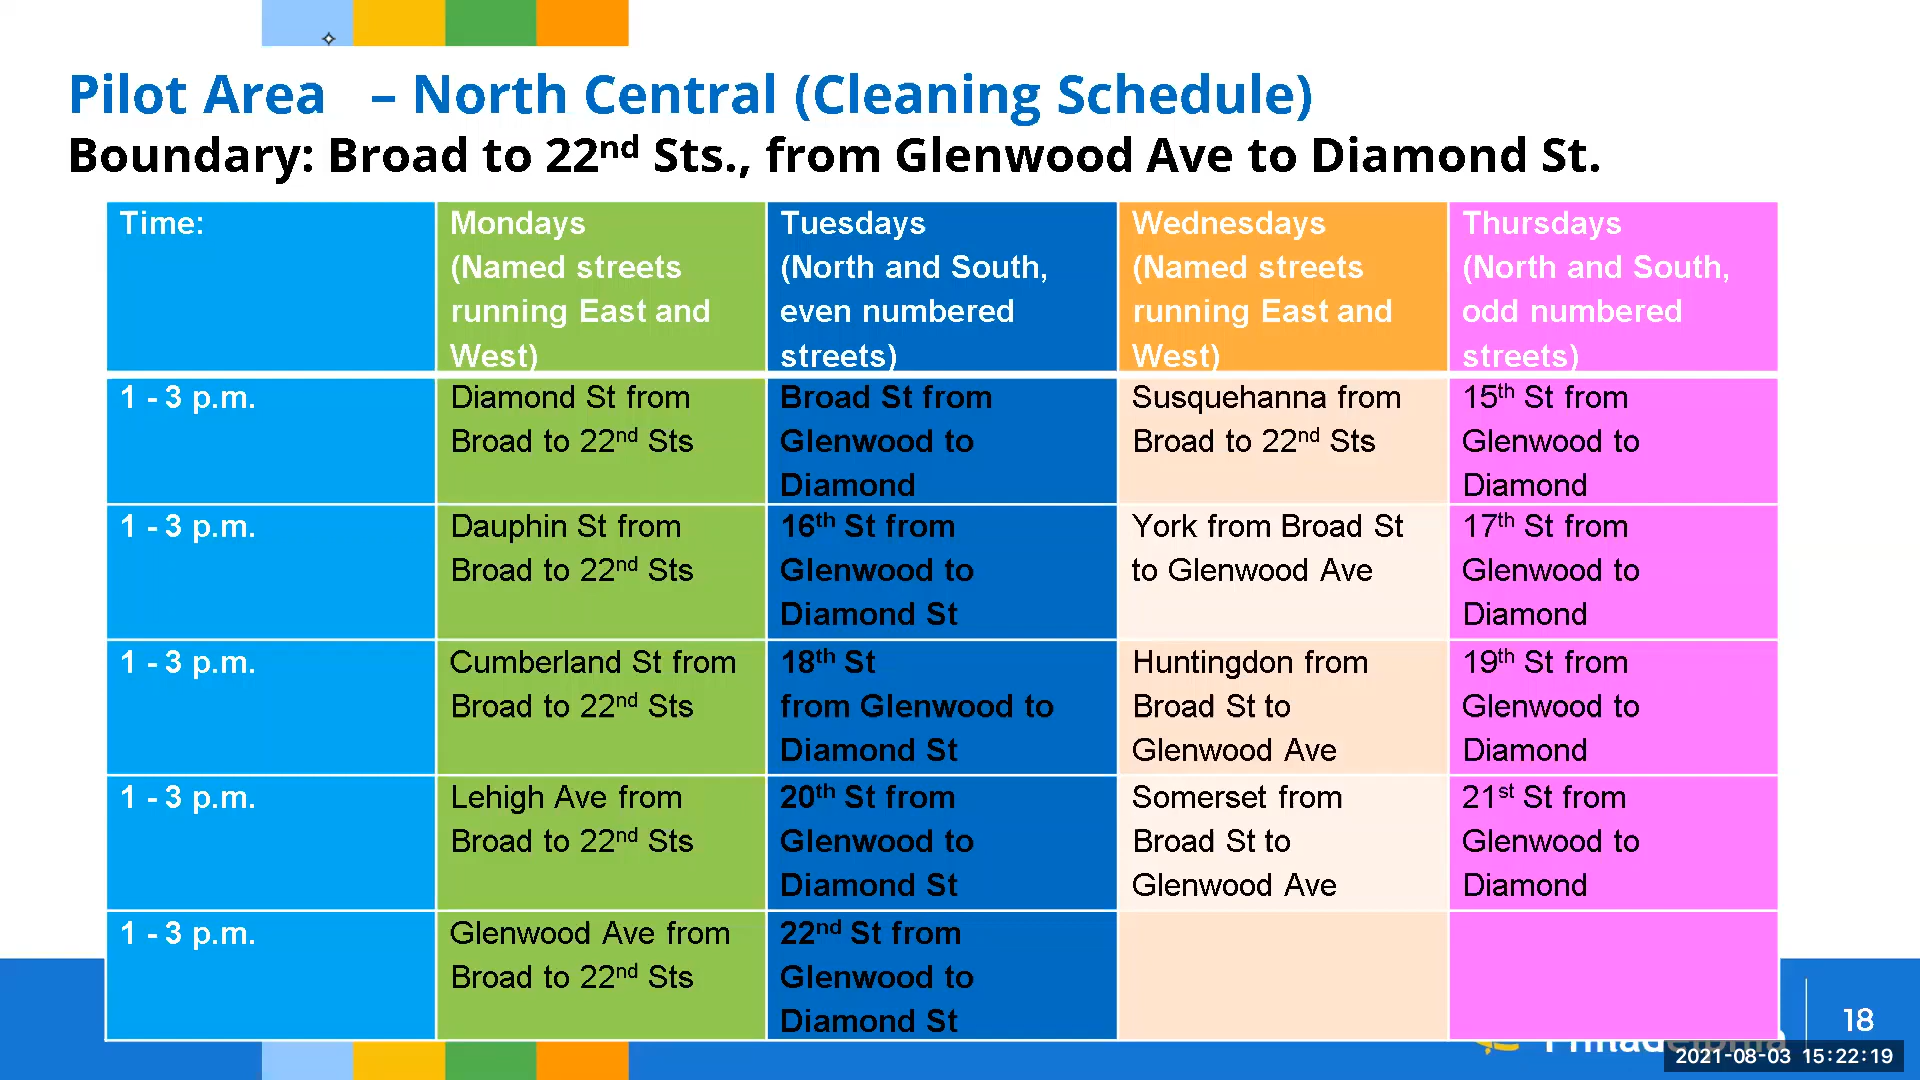 Pilot Area – North Central (Cleaning Schedule)
Boundary: Broad to 22nd Sts., from Glenwood Ave to Diamond St.
Time:
Mondays
(Named streets
running East and
West)
Tuesdays
(North and South,
even numbered
streets)
Wednesdays
(Named streets
running East and
West)
Thursdays
(North and South,
odd numbered
streets)
1 - 3 p.m.
Diamond St from
Broad to 22nd Sts
Broad St from
Glenwood to
Diamond
Susquehanna from
Broad to 22nd Sts
15th St from
Glenwood to
Diamond
1 - 3 p.m.
Dauphin St from
Broad to 22nd Sts
16th St from
Glenwood to
Diamond St
York from Broad St
to Glenwood Ave
17th St from
Glenwood to
Diamond
1 - 3 p.m.
Cumberland St from
Broad to 22nd Sts
18th St
from Glenwood to
Diamond St
Huntingdon from
Broad St to
Glenwood Ave
19th St from
Glenwood to
Diamond
1 - 3 p.m.
Lehigh Ave from
Broad to 22nd Sts
20th St from
Glenwood to
Diamond St
Somerset from
Broad St to
Glenwood Ave
21st St from
Glenwood to
Diamond
1 - 3 p.m.
Glenwood Ave from
Broad to 22nd Sts
22nd St from
Glenwood to
Diamond St
18
Philadelphia
2021-08-03 15:22:19